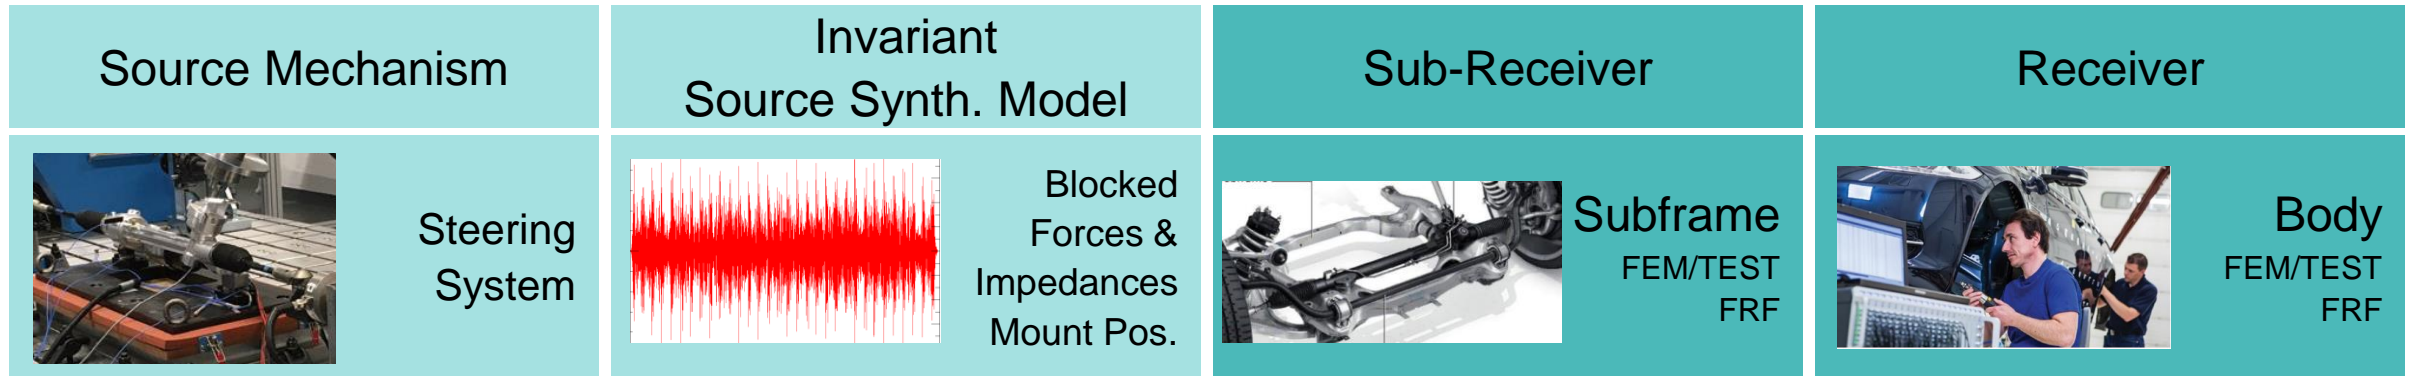 Source Mechanism
Invariant
Source Synth. Model
Sub-Receiver
Receiver
Steering
System
Blocked
Forces &
Impedances
Mount Pos.
Subframe
FEM/TEST
FRF
Body
FEM/TEST
FRF